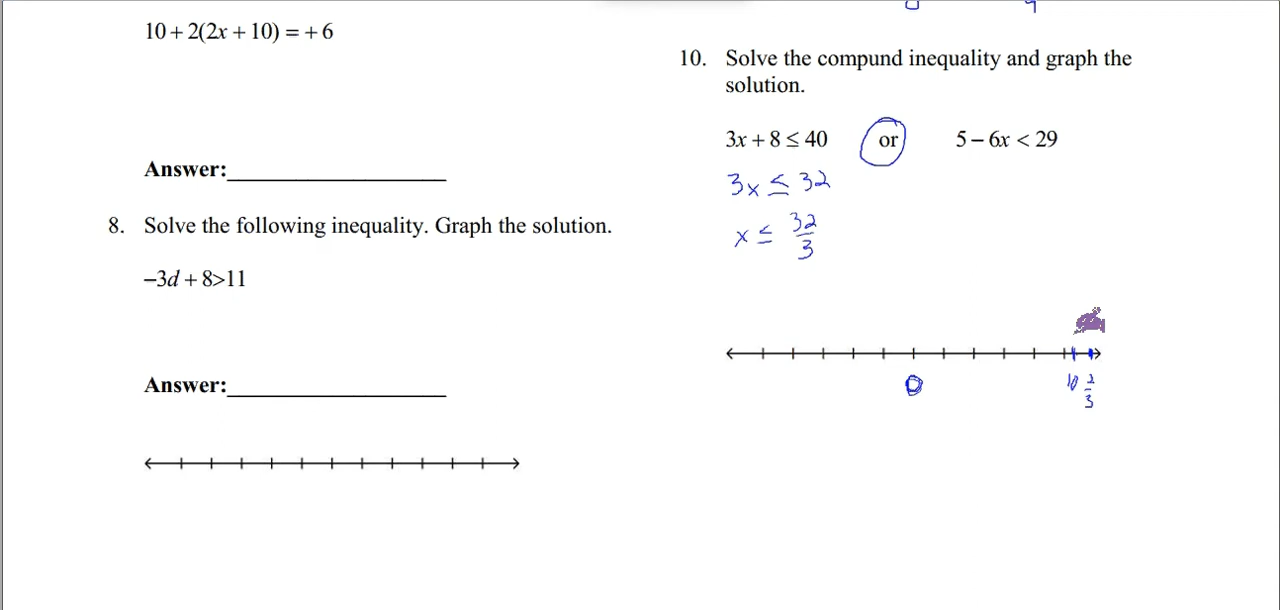 10 + 2(2x + 10) = + 6
Answer:
8. Solve the following inequality. Graph the solution.
−3d + 8>11
Answer:
10. Solve the compund inequality and graph the
solution.
3x + 8 ≤ 40 or 5 − 6x < 29
3x ≤ 32
x ≤ 32/3
0 10 2/3